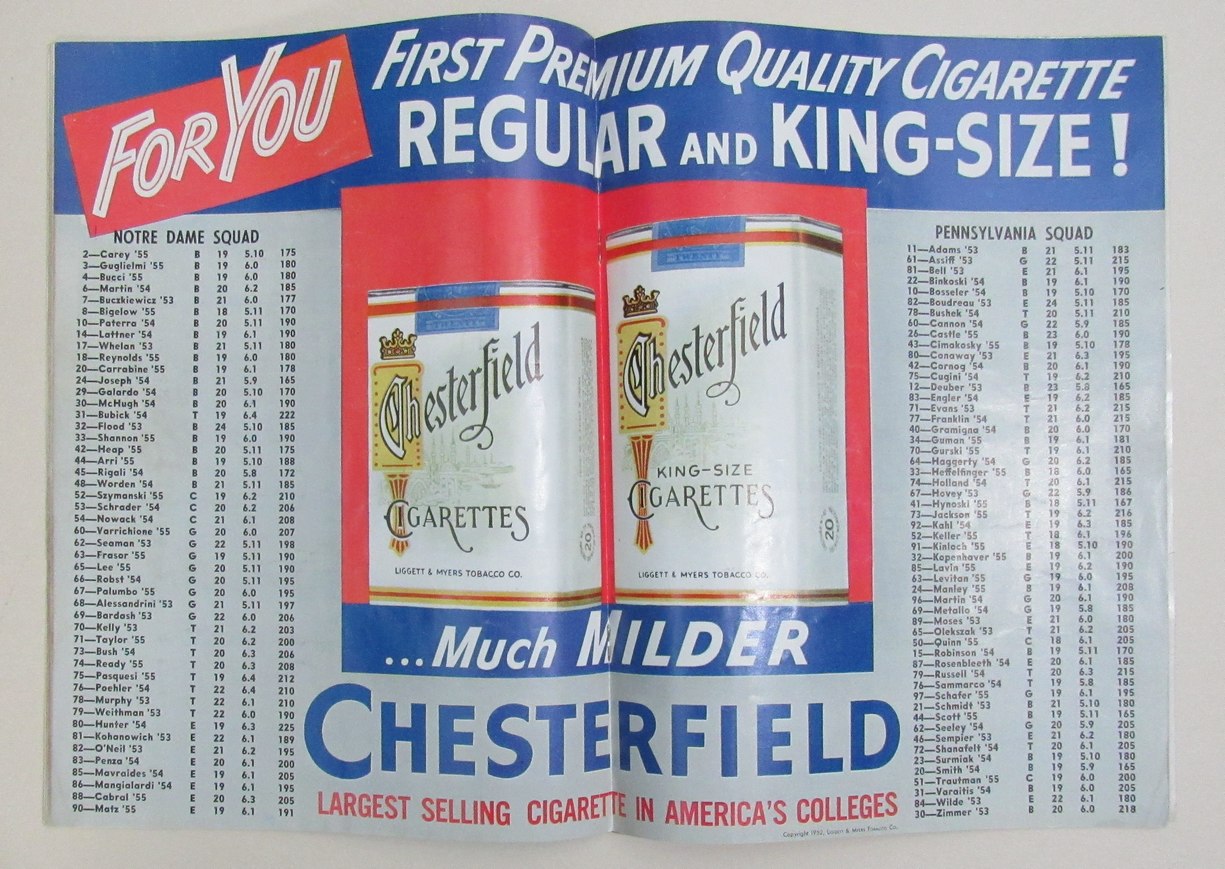 FOR YOU
FIRST PREMIUM QUALITY CIGARETTE
REGULAR AND KING-SIZE!
NOTRE DAME SQUAD
2—Carey '55 B 19 5.10 175
3—Guglielmi '55 B 19 6.0 180
4—Bucci '55 B 19 6.0 180
6—Martin '54 B 20 6.2 185
7—Buczkiewicz '53 B 21 6.0 177
8—Bigelow '55 B 18 5.11 170
10—Paterra '54 B 20 5.11 190
14—Lattner '54 B 19 6.1 190
17—Whelan '53 B 21 5.11 180
18—Reynolds '55 B 19 6.0 180
20—Carrabine '55 B 19 6.1 178
24—Joseph '54 B 21 5.9 165
29—Galardo '54 B 20 5.10 170
30—McHugh '54 B 20 6.1 190
31—Bubick '54 T 19 6.4 222
32—Flood '53 B 24 5.10 185
33—Shannon '55 B 19 6.0 190
42—Heap '55 B 20 5.11 175
44—Arri '55 B 19 5.10 188
45—Rigali '54 B 20 5.8 172
48—Worden '54 B 21 5.11 185
52—Szymanski '55 C 19 6.2 210
53—Schrader '54 C 20 6.2 206
54—Nowack '54 C 21 6.1 208
60—Varrichione '55 G 20 6.0 207
62—Seaman '53 G 22 5.11 198
63—Frasor '55 G 19 5.11 190
65—Lee '55 G 20 5.11 190
66—Robst '54 G 20 5.11 195
67—Palumbo '55 G 20 6.0 195
68—Alessandrini '53 G 21 5.11 197
69—Bardash '53 G 22 6.0 206
70—Kelly '53 T 21 6.2 203
71—Taylor '55 T 20 6.2 200
73—Bush '54 T 20 6.3 206
74—Ready '55 T 20 6.3 208
75—Pasquesi '55 T 19 6.4 212
76—Poehler '54 T 22 6.4 210
78—Murphy '53 T 22 6.1 210
79—Weithman '53 T 22 6.0 190
80—Hunter '54 E 19 6.3 225
81—Kohanowich '53 E 22 6.1 189
82—O'Neil '53 E 21 6.2 195
83—Penza '54 E 20 6.1 200
85—Mavraides '54 E 19 6.1 205
86—Mangialardi '54 E 19 6.1 195
88—Cabral '55 E 20 6.3 205
90—Matz '55 E 19 6.1 191
Chesterfield
CIGARETTES
20
LIGGETT & MYERS TOBACCO CO.
Chesterfield
KING-SIZE
CIGARETTES
20
LIGGETT & MYERS TOBACCO CO.
...MUCH MILDER
CHESTERFIELD
LARGEST SELLING CIGARETTE IN AMERICA'S COLLEGES
Copyright 1952, LIGGETT & MYERS TOBACCO CO.
PENNSYLVANIA SQUAD
11—Adams '53 B 21 5.11 183
61—Assiff '53 G 22 5.11 215
81—Bell '53 E 21 6.1 195
22—Binkoski '54 B 19 6.1 190
10—Bosseler '54 B 19 5.10 170
82—Boudreau '53 E 24 5.11 185
78—Bushek '54 T 20 5.11 210
60—Cannon '54 G 22 5.9 185
26—Castle '55 B 23 6.0 190
43—Cimakosky '55 B 19 5.10 178
80—Conaway '53 E 21 6.3 195
42—Cornog '54 B 20 6.1 190
75—Cugini '54 T 19 6.2 210
12—Deuber '53 B 23 5.8 165
83—Engler '54 E 19 6.2 185
71—Evans '53 T 21 6.2 215
77—Franklin '54 T 21 6.0 215
40—Gramigna '54 B 20 6.0 170
34—Guman '55 B 19 6.1 181
70—Gurski '55 T 19 6.1 210
64—Haggerty '54 G 20 6.2 185
33—Heffelfinger '55 B 18 6.0 165
74—Holland '54 T 20 6.1 215
67—Hovey '53 G 22 5.9 186
41—Hynoski '55 B 18 5.11 167
73—Jackson '55 T 19 6.2 216
92—Kahl '54 E 19 6.3 185
52—Keller '55 T 18 6.1 196
91—Kinloch '55 E 18 5.10 190
32—Kopenhaver '55 B 19 6.1 200
85—Lavin '55 E 19 6.2 190
63—Levitan '55 G 19 6.0 195
24—Manley '55 B 19 6.1 208
96—Martin '54 G 20 6.1 190
69—Metallo '54 G 19 5.8 185
89—Moses '53 E 21 6.0 180
65—Olekszak '53 T 21 6.2 205
50—Quinn '55 C 18 6.1 205
15—Robinson '54 B 19 5.11 170
87—Rosenbleeth '54 E 20 6.1 185
79—Russell '54 T 20 6.3 215
76—Sammarco '54 T 19 5.8 185
97—Schafer '55 G 19 6.1 195
21—Schmidt '53 B 21 5.10 180
44—Scott '55 B 19 5.11 165
62—Seeley '54 G 20 5.9 205
46—Sempier '53 E 21 6.2 180
72—Shanafelt '54 T 20 6.1 205
23—Surmiak '54 B 19 5.10 180
20—Smith '54 B 19 5.9 165
51—Trautman '55 C 19 6.0 200
31—Varaitis '54 B 19 6.0 205
84—Wilde '53 E 22 6.1 180
30—Zimmer '53 B 20 6.0 218